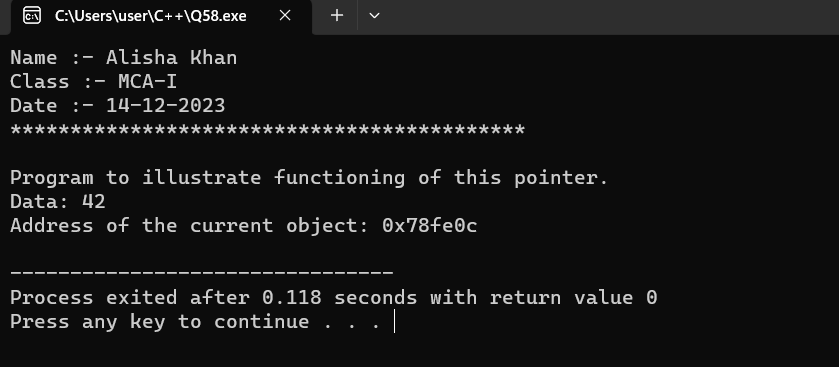 C:\Users\user\C++\Q58.exe
Name :- Alisha Khan
Class :- MCA-I
Date :- 14-12-2023
*******************************************
Program to illustrate functioning of this pointer.
Data: 42
Address of the current object: 0x78fe0c
--------------------------------
Process exited after 0.118 seconds with return value 0
Press any key to continue . . .